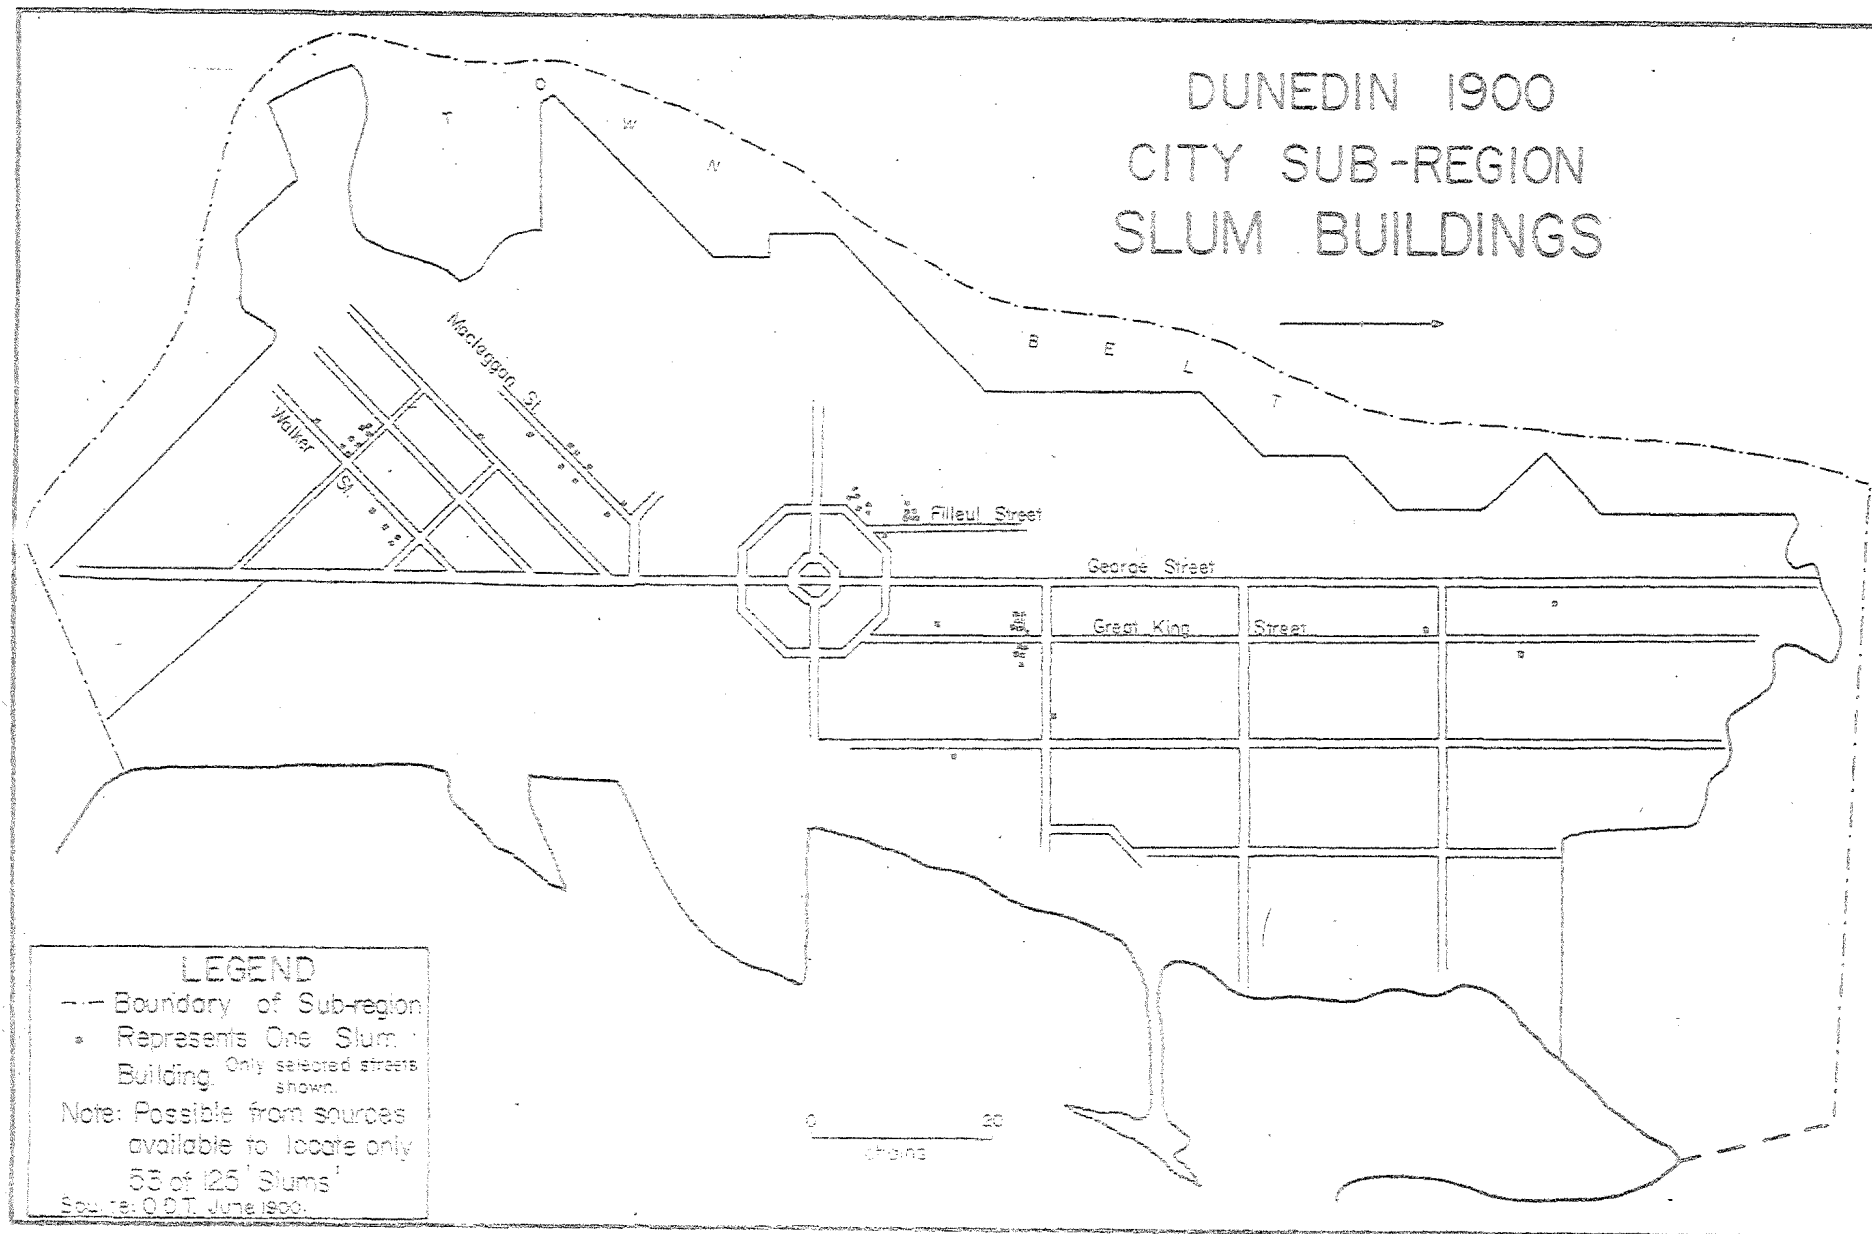 DUNEDIN 1900
CITY SUB-REGION
SLUM BUILDINGS
T O W N
B E L T
Maclaggan St.
Walker St.
Filleul Street
George Street
Great King Street
LEGEND
Boundary of Sub-region
Represents One Slum
Building. Only selected streets
shown.
Note: Possible from sources
available to locate only
of 125 'Slums'
Source: O.D.T. June 1900.
0 20
chains